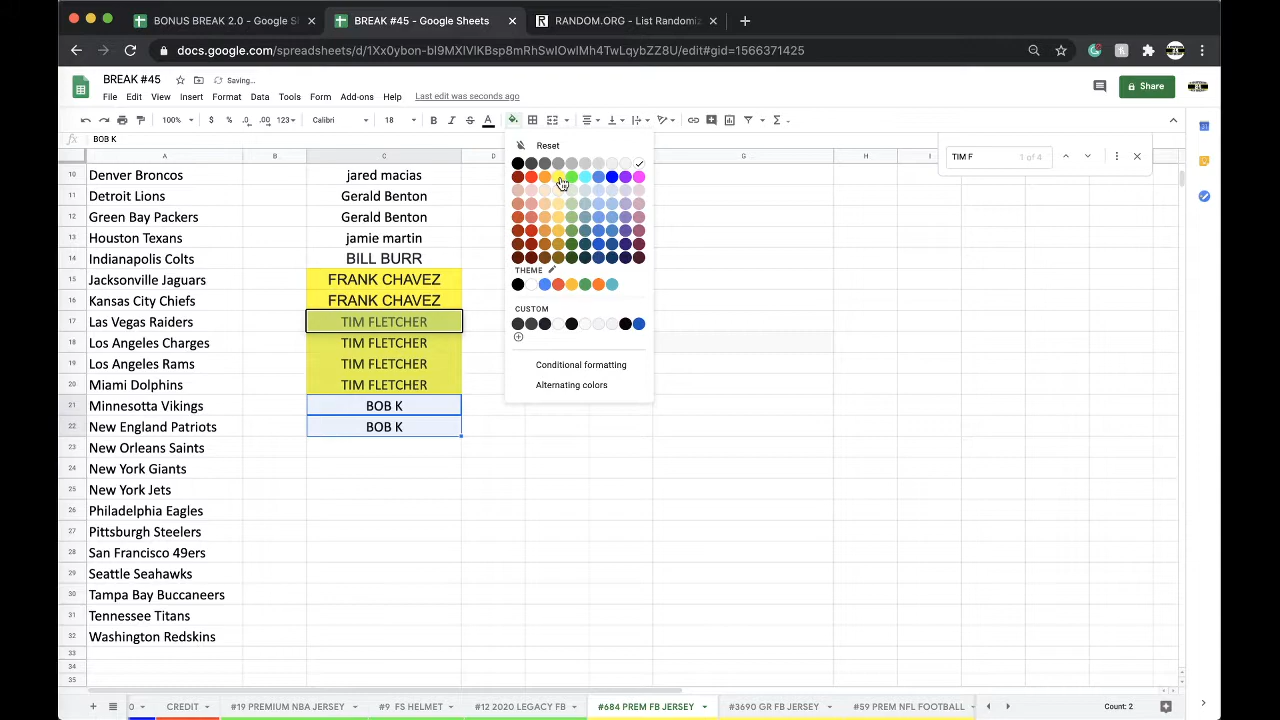 BONUS BREAK 2.0 - Google S
BREAK #45 - Google Sheets
RANDOM.ORG - List Randomiz
docs.google.com/spreadsheets/d/1Xx0ybon-bl9MXIVlKBsp8mRhSwIOwIMh4TwLqybZZ8U/edit#gid=1566371425
BREAK #45
Saving...
File Edit View Insert Format Data Tools Form Add-ons Help Last edit was seconds ago
Share
100% $ % .0 .00 123 Calibri 18 B I S A
BOB K
TIM F 1 of 4
A B C D G H I
10 Denver Broncos jared macias
11 Detroit Lions Gerald Benton
12 Green Bay Packers Gerald Benton
13 Houston Texans jamie martin
14 Indianapolis Colts BILL BURR
15 Jacksonville Jaguars FRANK CHAVEZ
16 Kansas City Chiefs FRANK CHAVEZ
17 Las Vegas Raiders TIM FLETCHER
18 Los Angeles Charges TIM FLETCHER
19 Los Angeles Rams TIM FLETCHER
20 Miami Dolphins TIM FLETCHER
21 Minnesotta Vikings BOB K
22 New England Patriots BOB K
23 New Orleans Saints
24 New York Giants
25 New York Jets
26 Philadelphia Eagles
27 Pittsburgh Steelers
28 San Francisco 49ers
29 Seattle Seahawks
30 Tampa Bay Buccaneers
31 Tennessee Titans
32 Washington Redskins
33
34
35
Reset
THEME
CUSTOM
Conditional formatting
Alternating colors
0 CREDIT #19 PREMIUM NBA JERSEY #9 FS HELMET #12 2020 LEGACY FB #684 PREM FB JERSEY #3690 GR FB JERSEY #59 PREM NFL FOOTBALL Count: 2